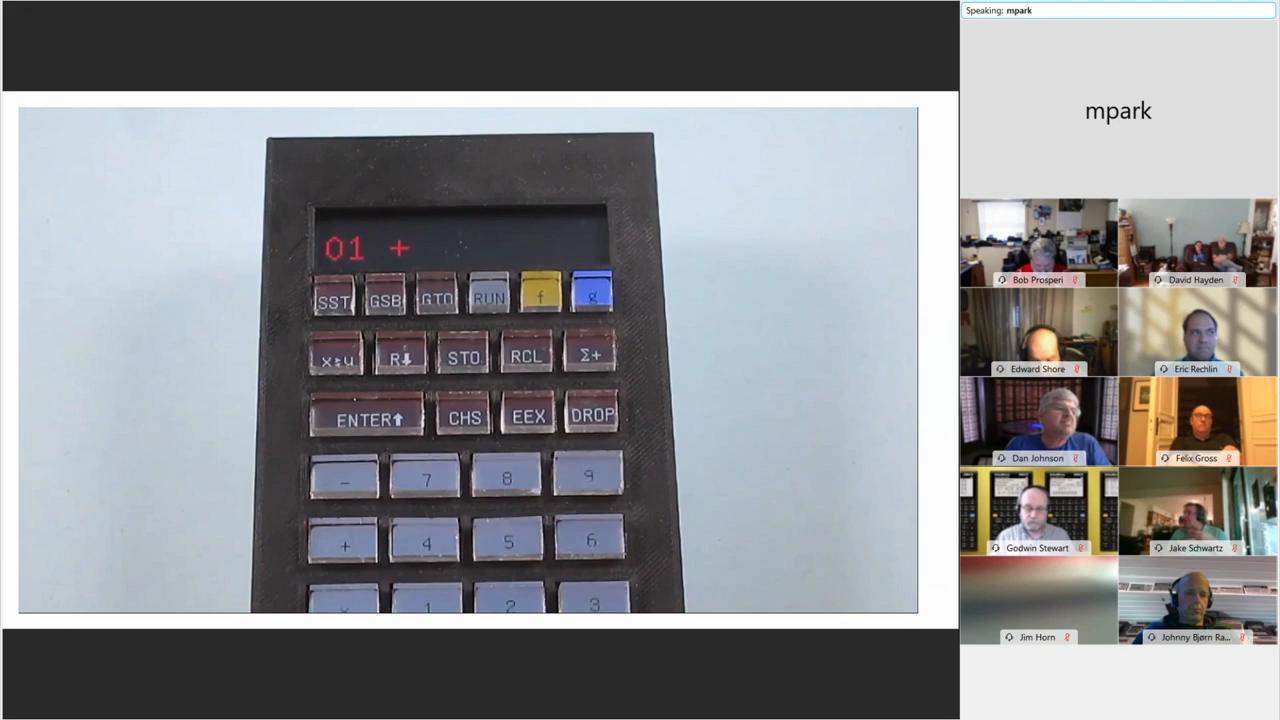 Speaking: mpark
mpark
01 +
SST GSB GTO RUN f g
x≷y R↓ STO RCL Σ+
ENTER↑ CHS EEX DROP
- 7 8 9
+ 4 5 6
x 1 2 3
Bob Prosperi
David Hayden
Edward Shore
Eric Rechlin
Dan Johnson
Felix Gross
Godwin Stewart
Jake Schwartz
Jim Horn
Johnny Bjørn Ra...